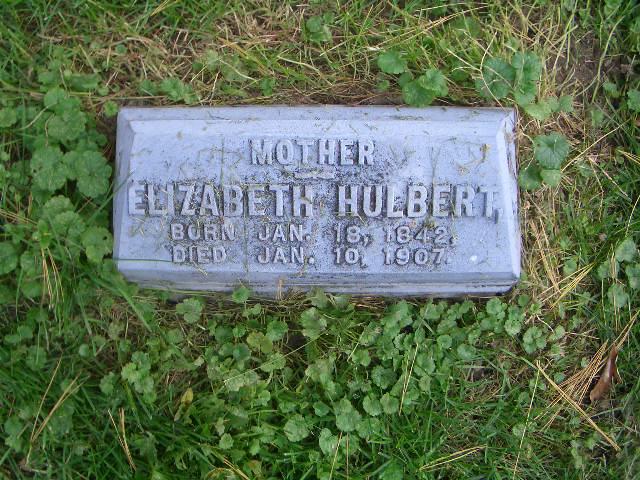 MOTHER
ELIZABETH HULBERT,
BORN JAN. 18, 1842.
DIED JAN. 10, 1907.